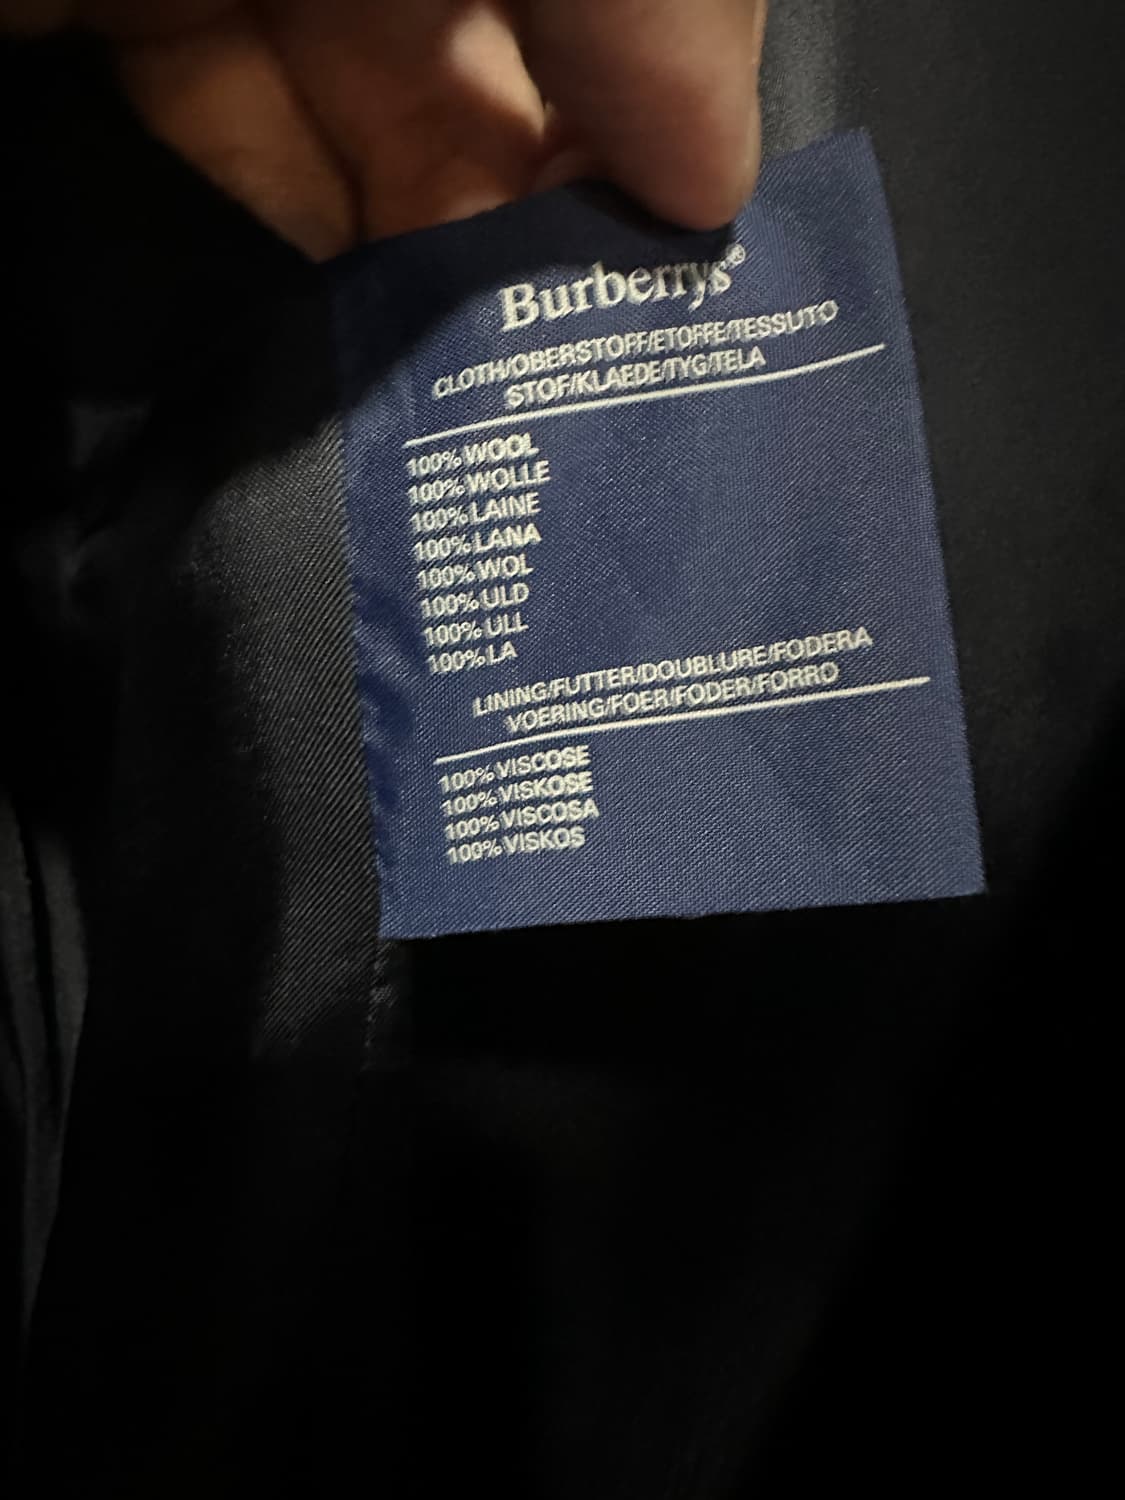 Burberrys®
CLOTH/OBERSTOFF/ETOFFE/TESSUTO
STOF/KLAEDE/TYG/TELA
100% WOOL
100% WOLLE
100% LAINE
100% LANA
100% WOL
100% ULD
100% ULL
100% LA
LINING/FUTTER/DOUBLURE/FODERA
VOERING/FOER/FODER/FORRO
100% VISCOSE
100% VISKOSE
100% VISCOSA
100% VISKOS